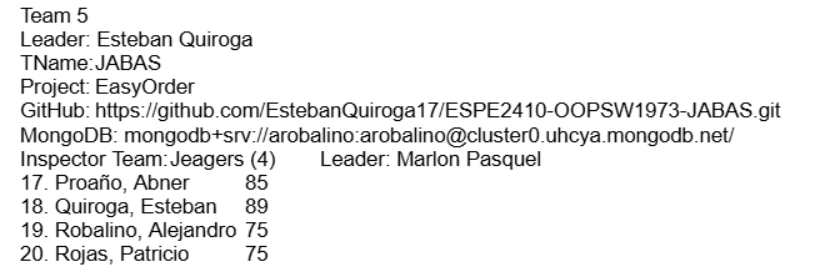 Team 5
Leader: Esteban Quiroga
TName:JABAS
Project: EasyOrder
GitHub: https://github.com/EstebanQuiroga17/ESPE2410-OOPSW1973-JABAS.git
MongoDB: mongodb+srv://arobalino:arobalino@cluster0.uhcya.mongodb.net/
Inspector Team:Jeagers (4) Leader: Marlon Pasquel
17. Proaño, Abner 85
18. Quiroga, Esteban 89
19. Robalino, Alejandro 75
20. Rojas, Patricio 75